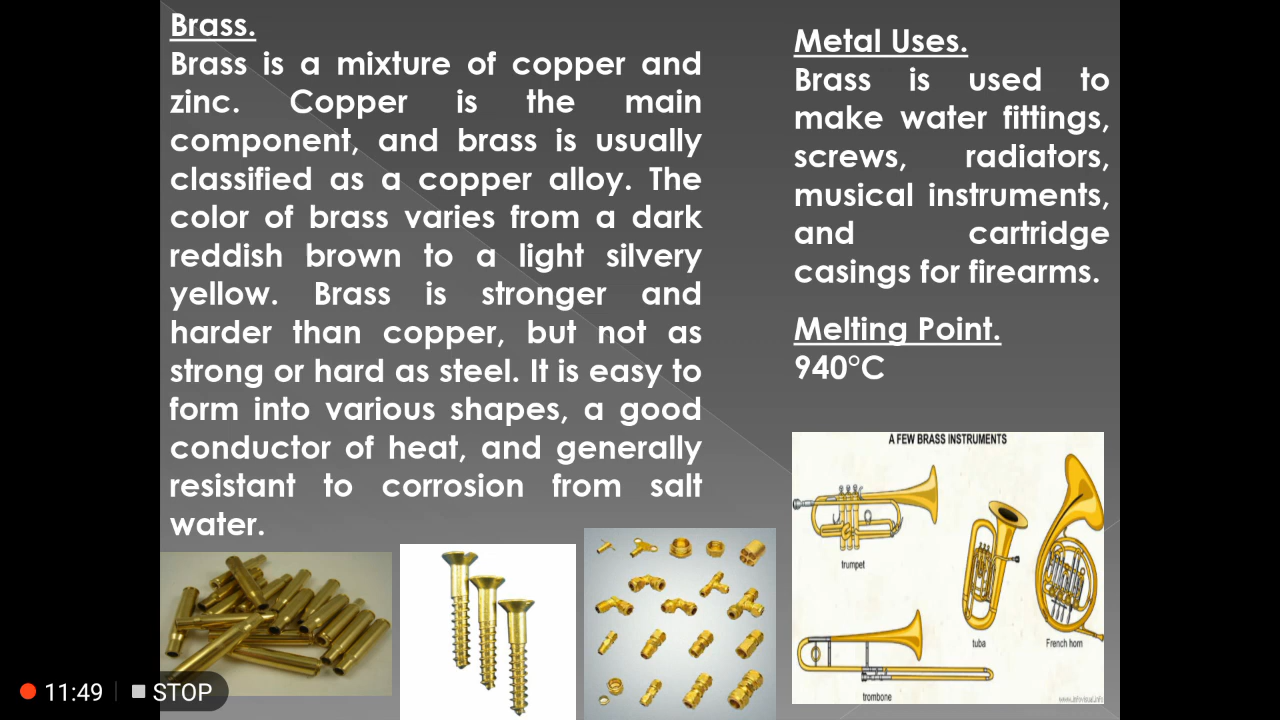 Brass.
Brass is a mixture of copper and
zinc. Copper is the main
component, and brass is usually
classified as a copper alloy. The
color of brass varies from a dark
reddish brown to a light silvery
yellow. Brass is stronger and
harder than copper, but not as
strong or hard as steel. It is easy to
form into various shapes, a good
conductor of heat, and generally
resistant to corrosion from salt
water.
Metal Uses.
Brass is used to
make water fittings,
screws, radiators,
musical instruments,
and cartridge
casings for firearms.
Melting Point.
940°C
A FEW BRASS INSTRUMENTS
trumpet
tuba
French horn
trombone
11:49
STOP